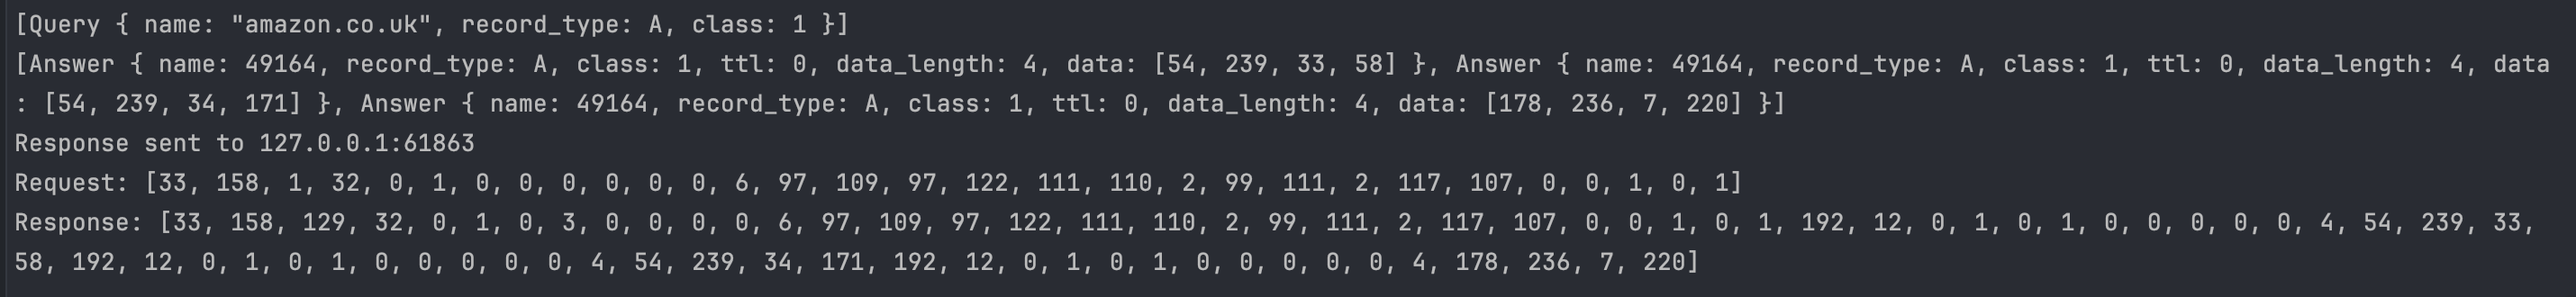 [Query { name: "amazon.co.uk", record_type: A, class: 1 }]
[Answer { name: 49164, record_type: A, class: 1, ttl: 0, data_length: 4, data: [54, 239, 33, 58] }, Answer { name: 49164, record_type: A, class: 1, ttl: 0, data_length: 4, data
: [54, 239, 34, 171] }, Answer { name: 49164, record_type: A, class: 1, ttl: 0, data_length: 4, data: [178, 236, 7, 220] }]
Response sent to 127.0.0.1:61863
Request: [33, 158, 1, 32, 0, 1, 0, 0, 0, 0, 0, 0, 6, 97, 109, 97, 122, 111, 110, 2, 99, 111, 2, 117, 107, 0, 0, 1, 0, 1]
Response: [33, 158, 129, 32, 0, 1, 0, 3, 0, 0, 0, 0, 6, 97, 109, 97, 122, 111, 110, 2, 99, 111, 2, 117, 107, 0, 0, 1, 0, 1, 192, 12, 0, 1, 0, 1, 0, 0, 0, 0, 0, 4, 54, 239, 33,
58, 192, 12, 0, 1, 0, 1, 0, 0, 0, 0, 0, 4, 54, 239, 34, 171, 192, 12, 0, 1, 0, 1, 0, 0, 0, 0, 0, 4, 178, 236, 7, 220]